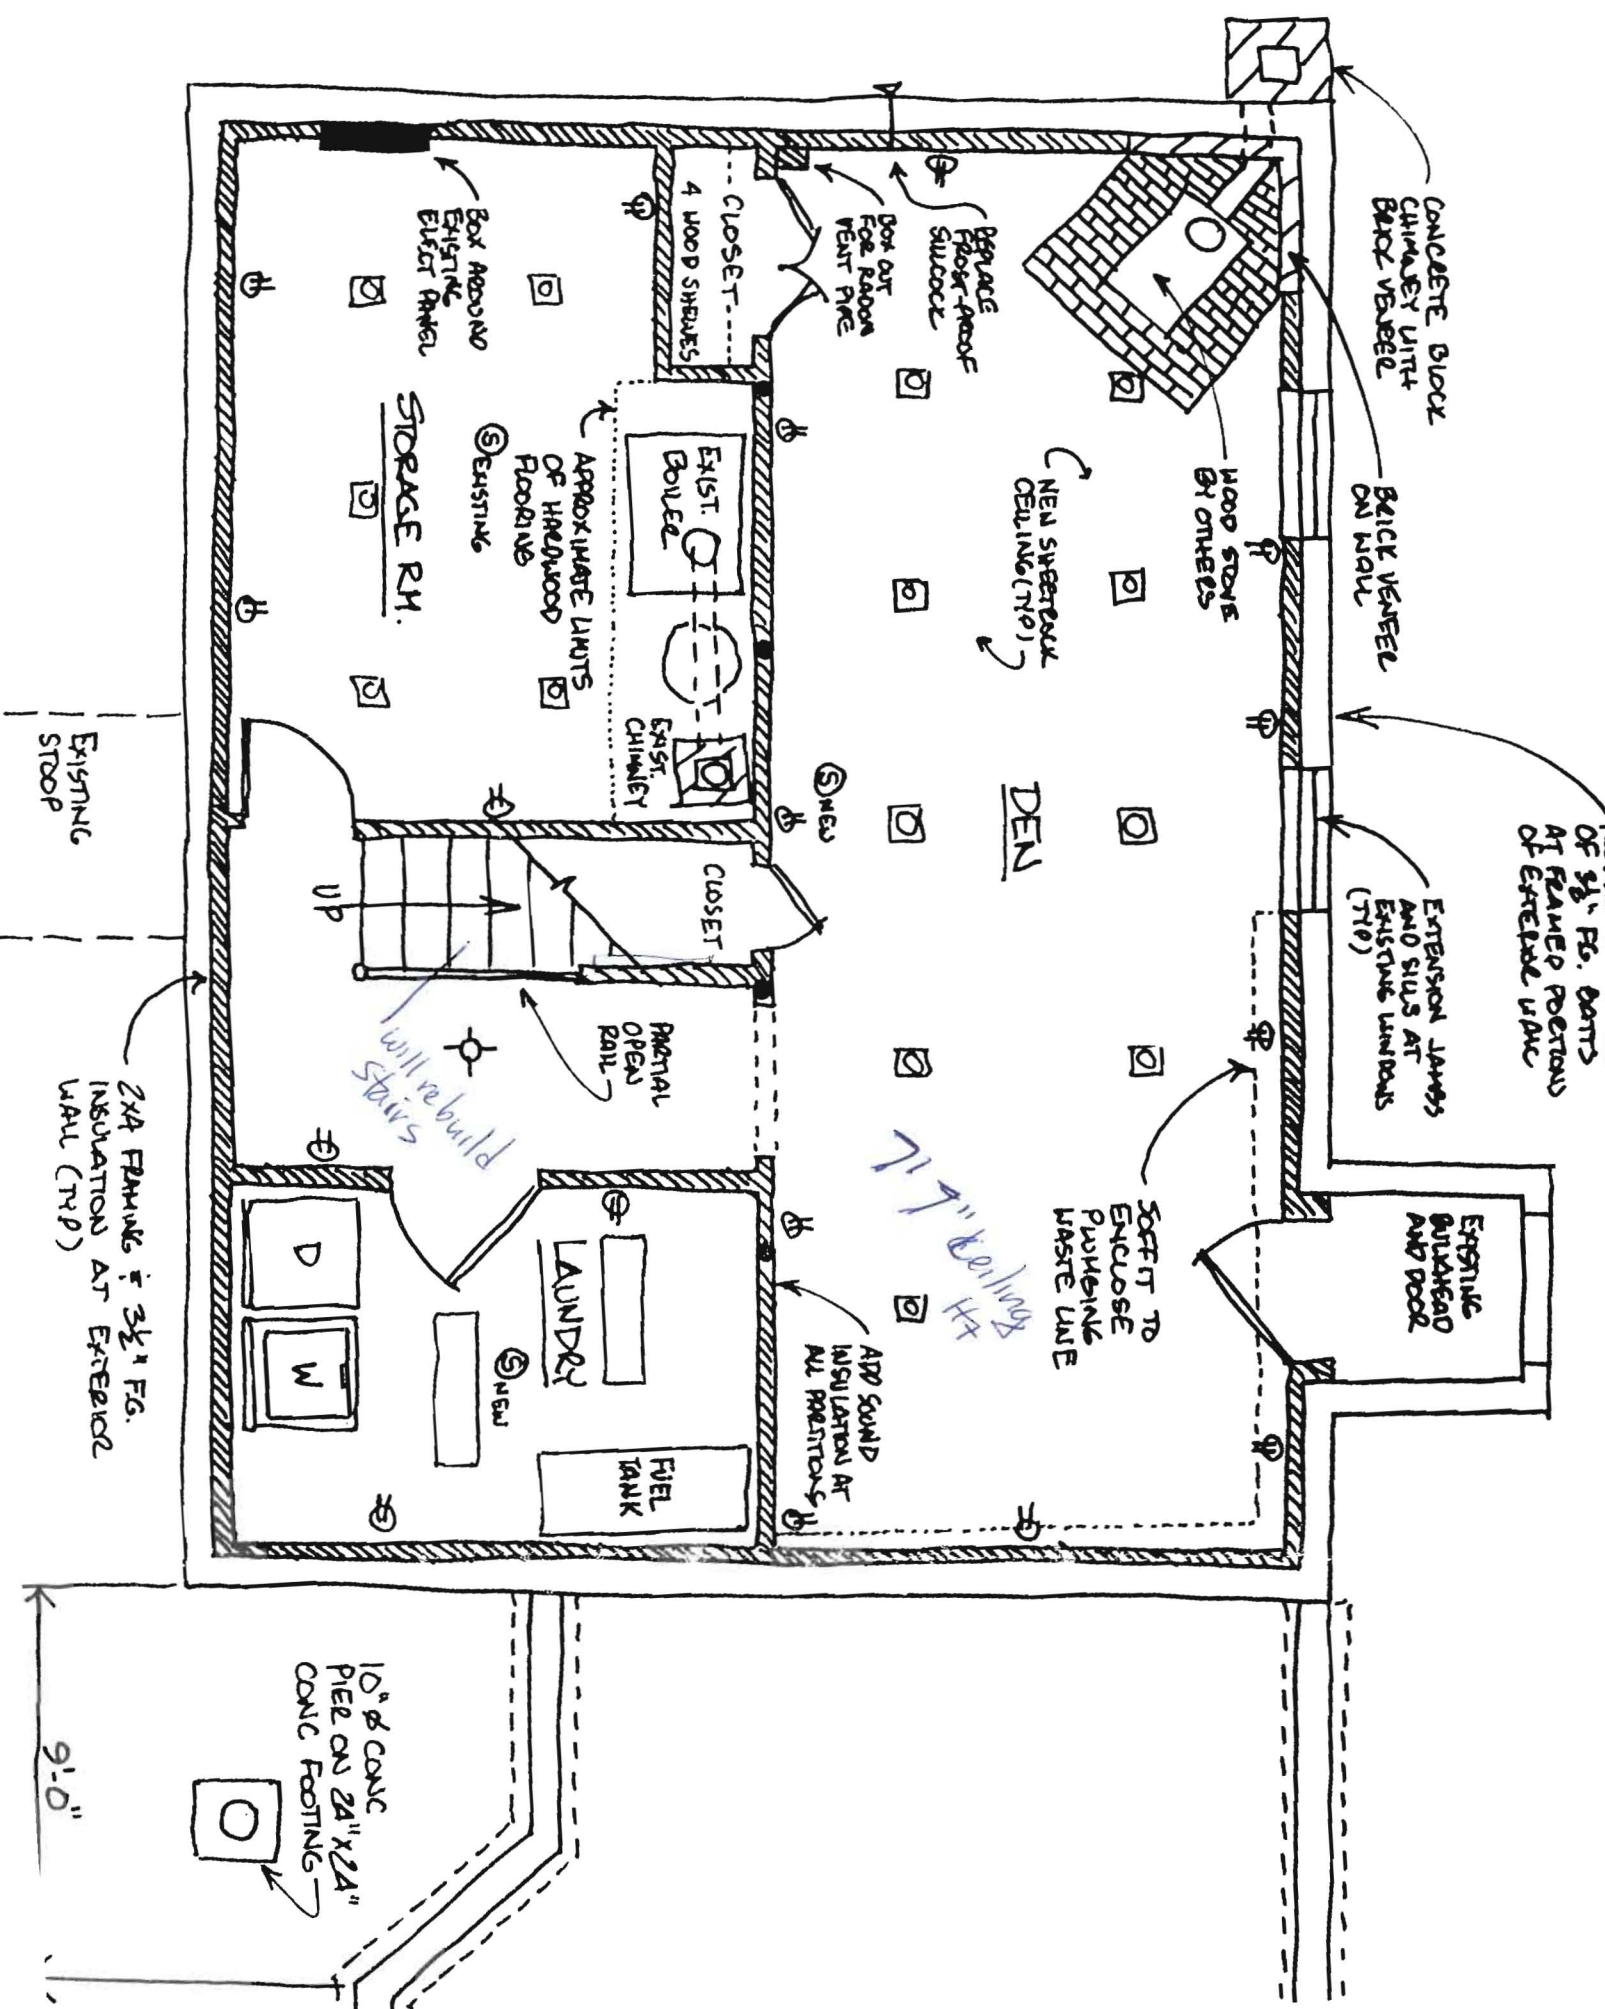 CONCRETE BLOCK
CHIMNEY WITH
BRICK VENEER
BRICK VENEER
ON WALL
OF 3½" FG. BATTS
AT FRAMED PORTIONS
OF EXTERIOR WALL
EXTENSION JAMBS
AND SILLS AT
EXISTING WINDOWS
(TYP)
EXISTING
BULKHEAD
AND DOOR
WOOD STOVE
BY OTHERS
SOFFIT TO
ENCLOSE
PLUMBING
WASTE LINE
NEW SHEETROCK
CEILING (TYP)
DEN
REPLACE
FROST-PROOF
SILLCOCK
BOX OUT
FOR RADON
VENT PIPE
S NEW
7' 9" Ceiling
Ht
ADD SOUND
INSULATION AT
ALL PARTITIONS
CLOSET
4 WOOD SHELVES
EXIST.
BOILER
EXIST.
CHIMNEY
CLOSET
PARTIAL
OPEN
RAIL
FUEL
TANK
APPROXIMATE LIMITS
OF HARDWOOD
FLOORING
S EXISTING
LAUNDRY
S NEW
BOX AROUND
EXISTING
ELECT PANEL
STORAGE RM.
UP
will rebuild
stairs
D
W
EXISTING
STOOP
2X4 FRAMING & 3½" F.G.
INSULATION AT EXTERIOR
WALL (TYP)
10" Ø CONC
PIER ON 24" X 24"
CONC FOOTING
9'-0"